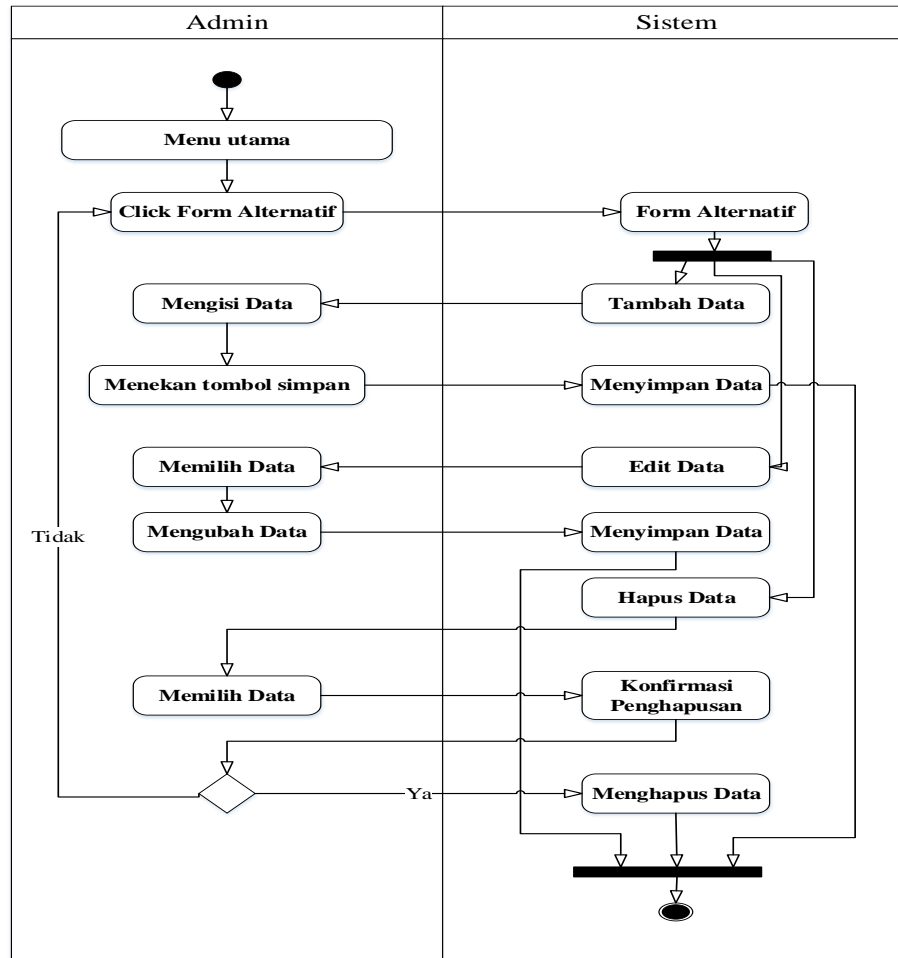 Admin
Sistem
Menu utama
Click Form Alternatif
Form Alternatif
Mengisi Data
Tambah Data
Menekan tombol simpan
Menyimpan Data
Memilih Data
Edit Data
Tidak
Mengubah Data
Menyimpan Data
Hapus Data
Memilih Data
Konfirmasi
Penghapusan
Ya
Menghapus Data